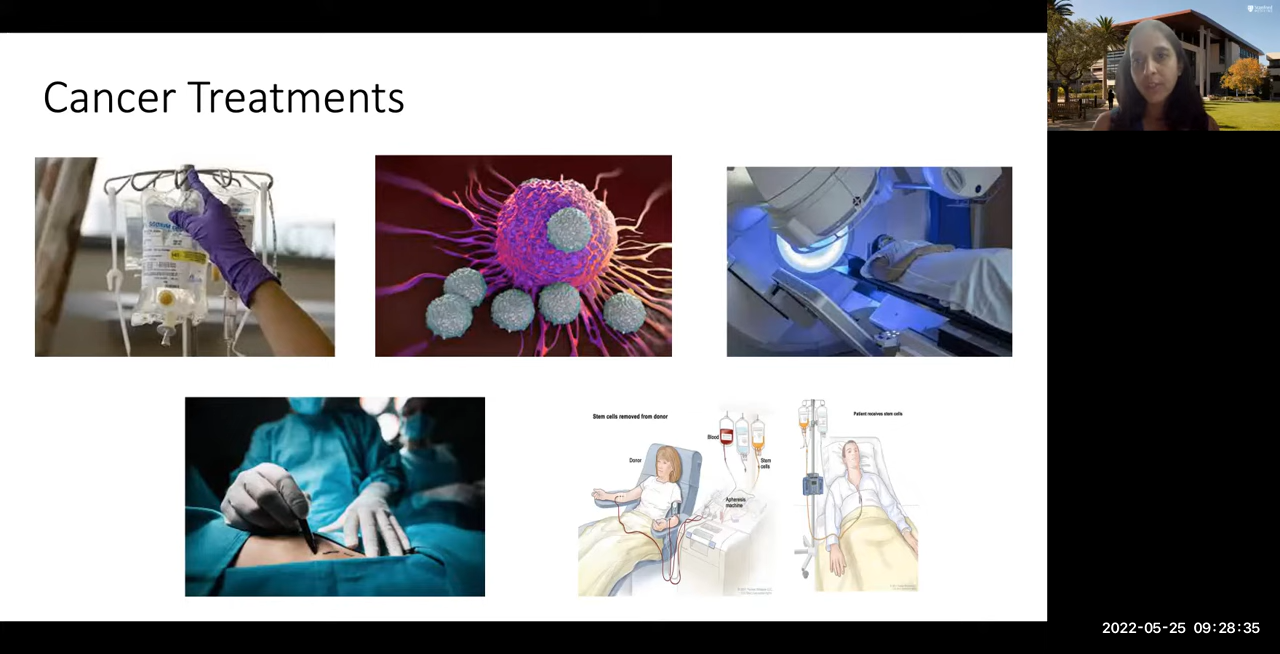 Cancer Treatments
Stem cells removed from donor
Patient receives stem cells
Blood
Donor
Stem
cells
Apheresis
machine
2022-05-25 09:28:35